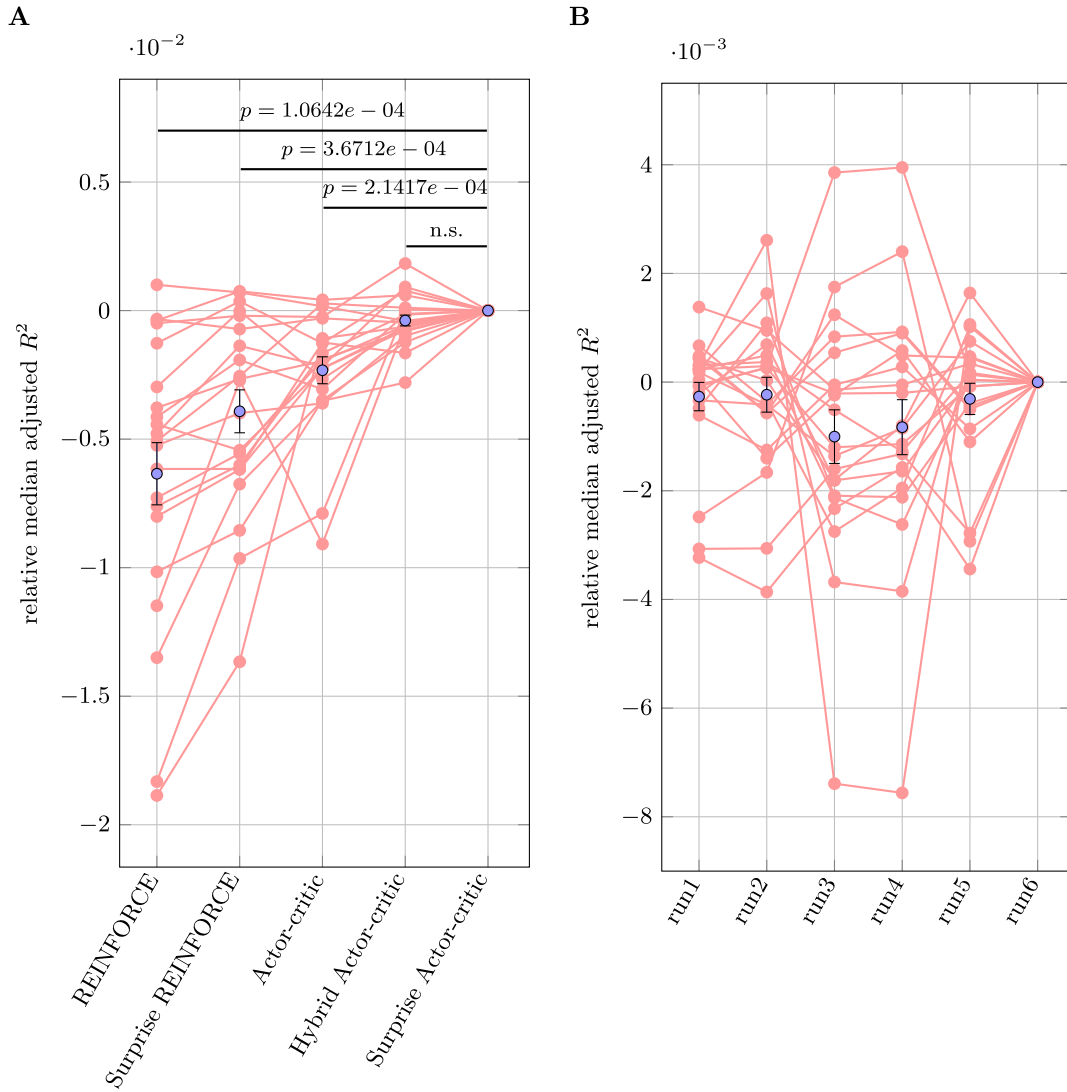 A
·10−2
p = 1.0642e − 04
p = 3.6712e − 04
p = 2.1417e − 04
n.s.
0.5
0
−0.5
−1
−1.5
−2
relative median adjusted R2
REINFORCE
Surprise REINFORCE
Actor-critic
Hybrid Actor-critic
Surprise Actor-critic
B
·10−3
4
2
0
−2
−4
−6
−8
relative median adjusted R2
run1
run2
run3
run4
run5
run6